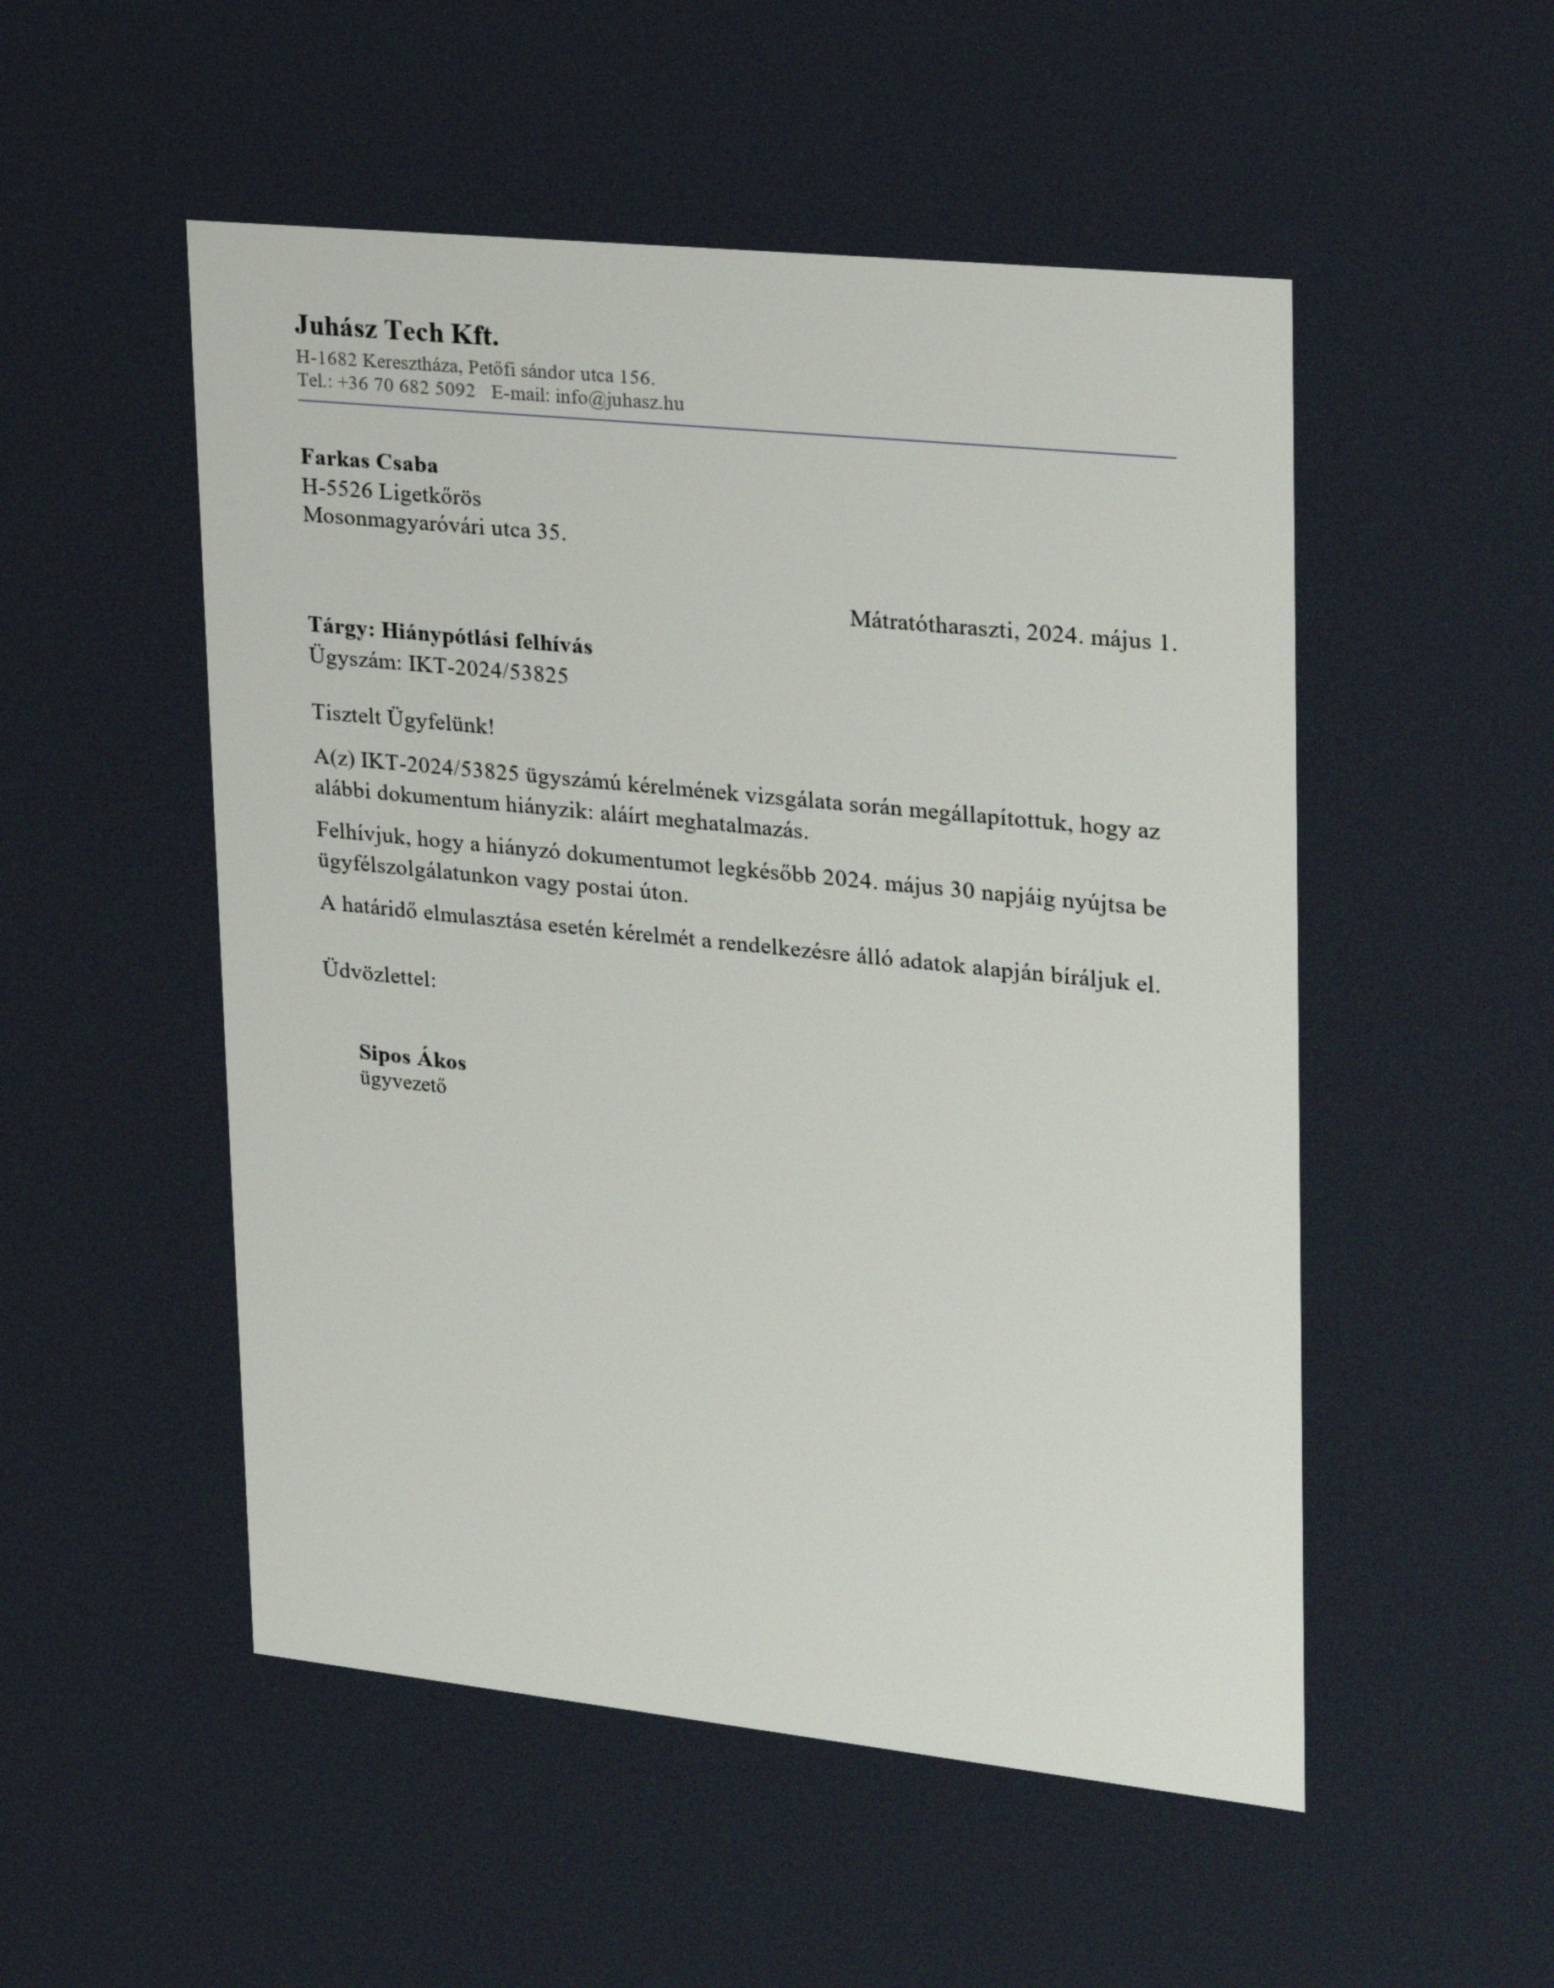 Juhász Tech Kft.
H-1682 Keresztháza, Petőfi sándor utca 156.
Tel.: +36 70 682 5092 E-mail: info@juhasz.hu
Farkas Csaba
H-5526 Ligetkőrös
Mosonmagyaróvári utca 35.
Mátratótharaszti, 2024. május 1.
Tárgy: Hiánypótlási felhívás
Ügyszám: IKT-2024/53825
Tisztelt Ügyfelünk!
A(z) IKT-2024/53825 ügyszámú kérelmének vizsgálata során megállapítottuk, hogy az
alábbi dokumentum hiányzik: aláírt meghatalmazás.
Felhívjuk, hogy a hiányzó dokumentumot legkésőbb 2024. május 30 napjáig nyújtsa be
ügyfélszolgálatunkon vagy postai úton.
A határidő elmulasztása esetén kérelmét a rendelkezésre álló adatok alapján bíráljuk el.
Üdvözlettel:
Sipos Ákos
ügyvezető